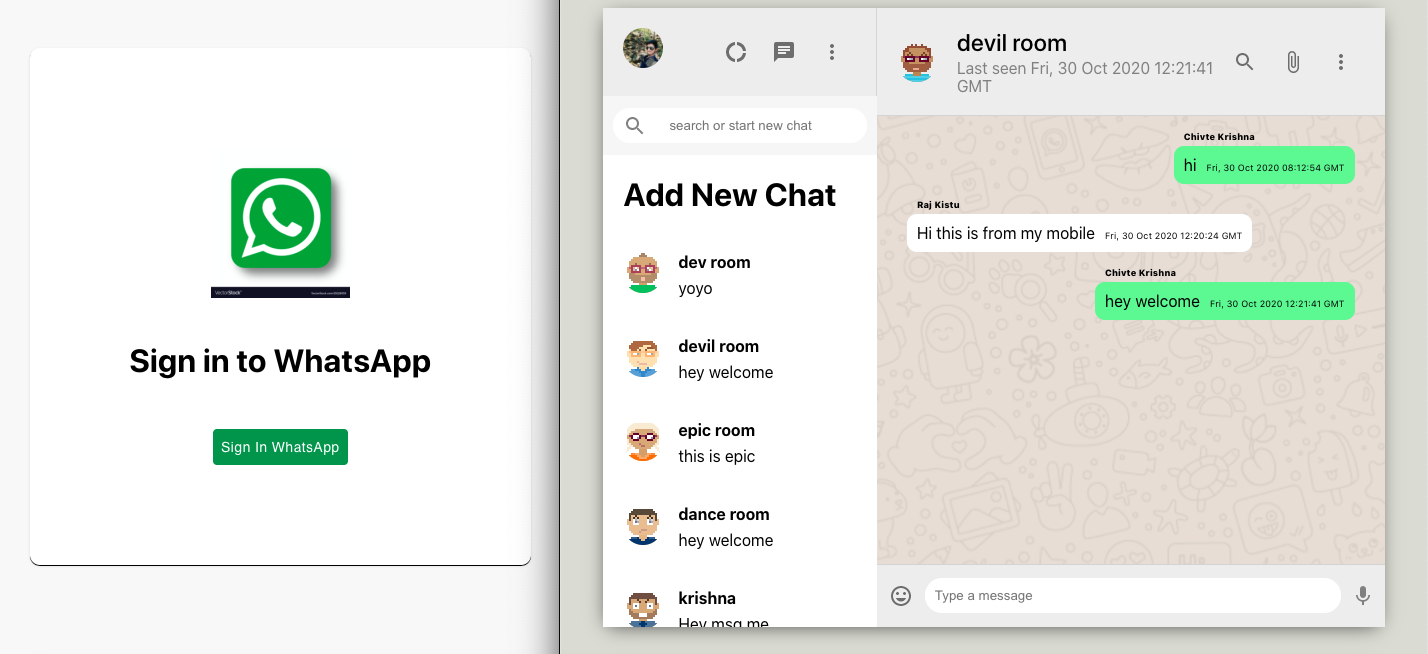 VectorStock
Sign in to WhatsApp
Sign In WhatsApp
search or start new chat
Add New Chat
dev room
yoyo
devil room
hey welcome
epic room
this is epic
dance room
hey welcome
krishna
Hey msg me
devil room
Last seen Fri, 30 Oct 2020 12:21:41
GMT
Chivte Krishna
hi Fri, 30 Oct 2020 08:12:54 GMT
Raj Kistu
Hi this is from my mobile Fri, 30 Oct 2020 12:20:24 GMT
Chivte Krishna
hey welcome Fri, 30 Oct 2020 12:21:41 GMT
Type a message